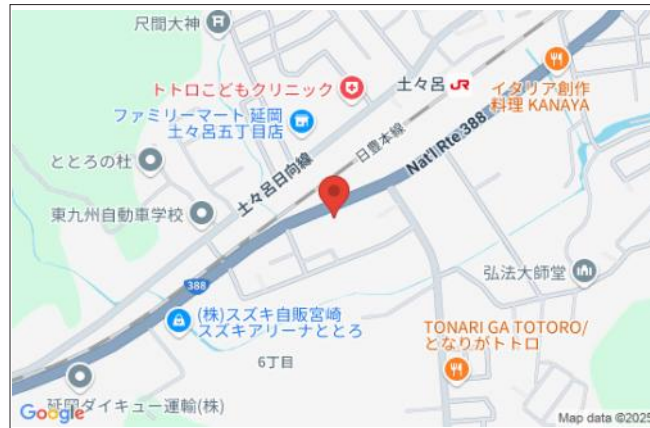 尺間大神
トトロこどもクリニック
土々呂
JR
イタリア創作
料理 KANAYA
ファミリーマート 延岡
土々呂五丁目店
日豊本線
Nat'l Rte 388
ととろの杜
土々呂日向線
東九州自動車学校
弘法大師堂
388
(株)スズキ自販宮崎
スズキアリーナととろ
TONARI GA TOTORO/
となりがトトロ
6丁目
延岡ダイキュー運輸(株)
Google
Map data ©2025